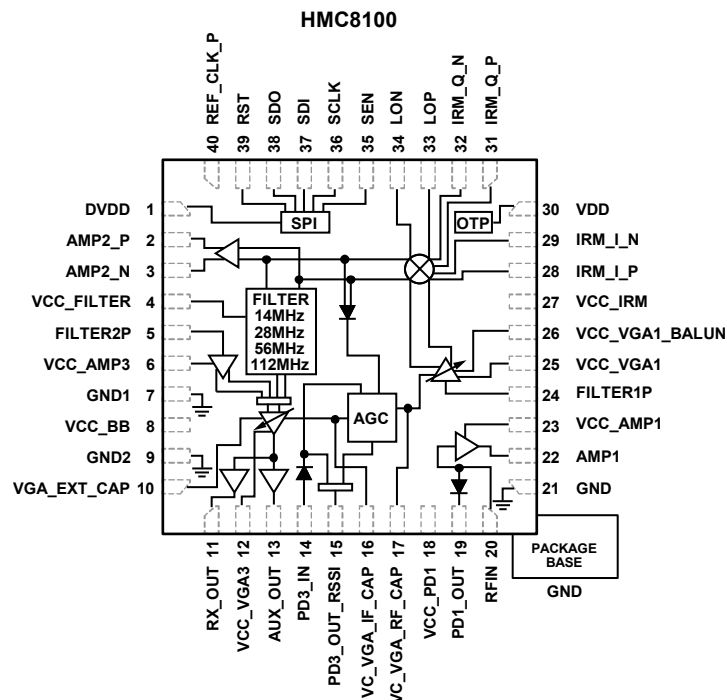 HMC8100
40 REF_CLK_P
39 RST
38 SDO
37 SDI
36 SCLK
35 SEN
34 LON
33 LOP
32 IRM_Q_N
31 IRM_Q_P
DVDD 1
AMP2_P 2
AMP2_N 3
VCC_FILTER 4
FILTER2P 5
VCC_AMP3 6
GND1 7
VCC_BB 8
GND2 9
VGA_EXT_CAP 10
SPI
OTP
FILTER
14MHz
28MHz
56MHz
112MHz
AGC
30 VDD
29 IRM_I_N
28 IRM_I_P
27 VCC_IRM
26 VCC_VGA1_BALUN
25 VCC_VGA1
24 FILTER1P
23 VCC_AMP1
22 AMP1
21 GND
RX_OUT 11
VCC_VGA3 12
AUX_OUT 13
PD3_IN 14
PD3_OUT_RSSI 15
VC_VGA_IF_CAP 16
VC_VGA_RF_CAP 17
VCC_PD1 18
PD1_OUT 19
RFIN 20
PACKAGE
BASE
GND